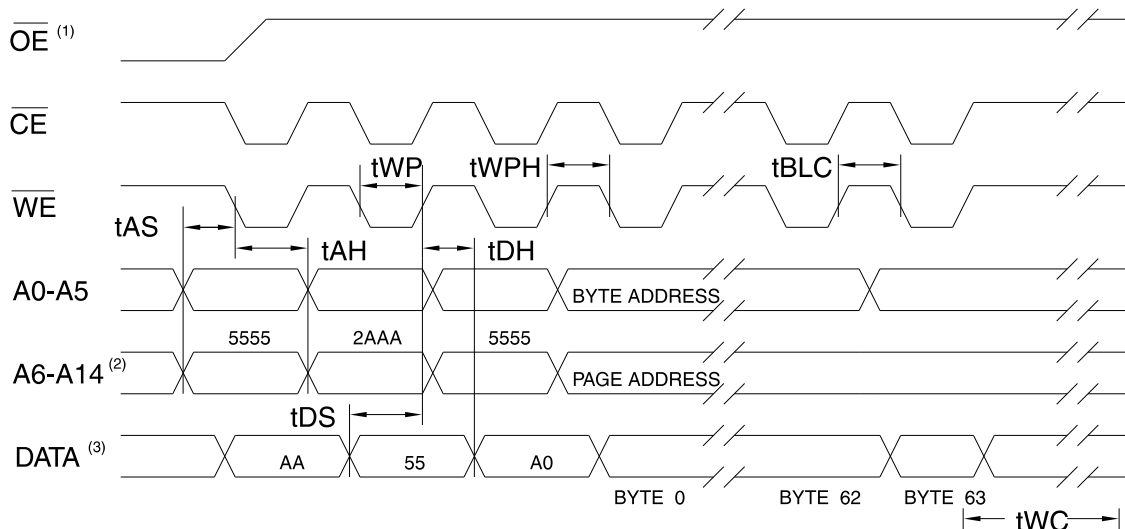 OE (1)
CE
tWP tWPH tBLC
WE
tAS
tAH tDH
A0-A5 BYTE ADDRESS
5555 2AAA 5555
A6-A14 (2) PAGE ADDRESS
tDS
DATA (3) AA 55 A0
BYTE 0 BYTE 62 BYTE 63
tWC